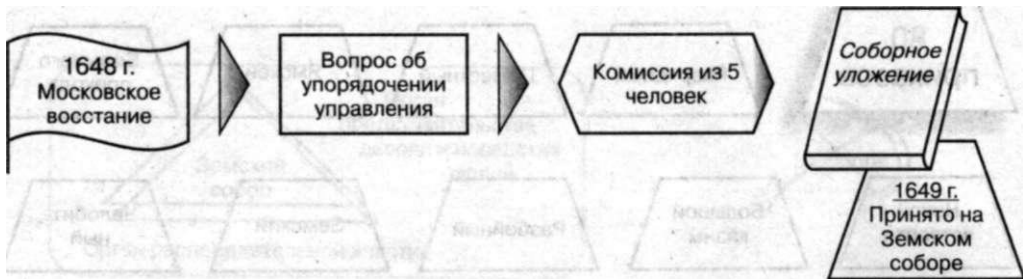 1648 г.
Московское
восстание
Вопрос об
упорядочении
управления
Комиссия из 5
человек
Соборное
уложение
1649 г.
Принято на
Земском
соборе